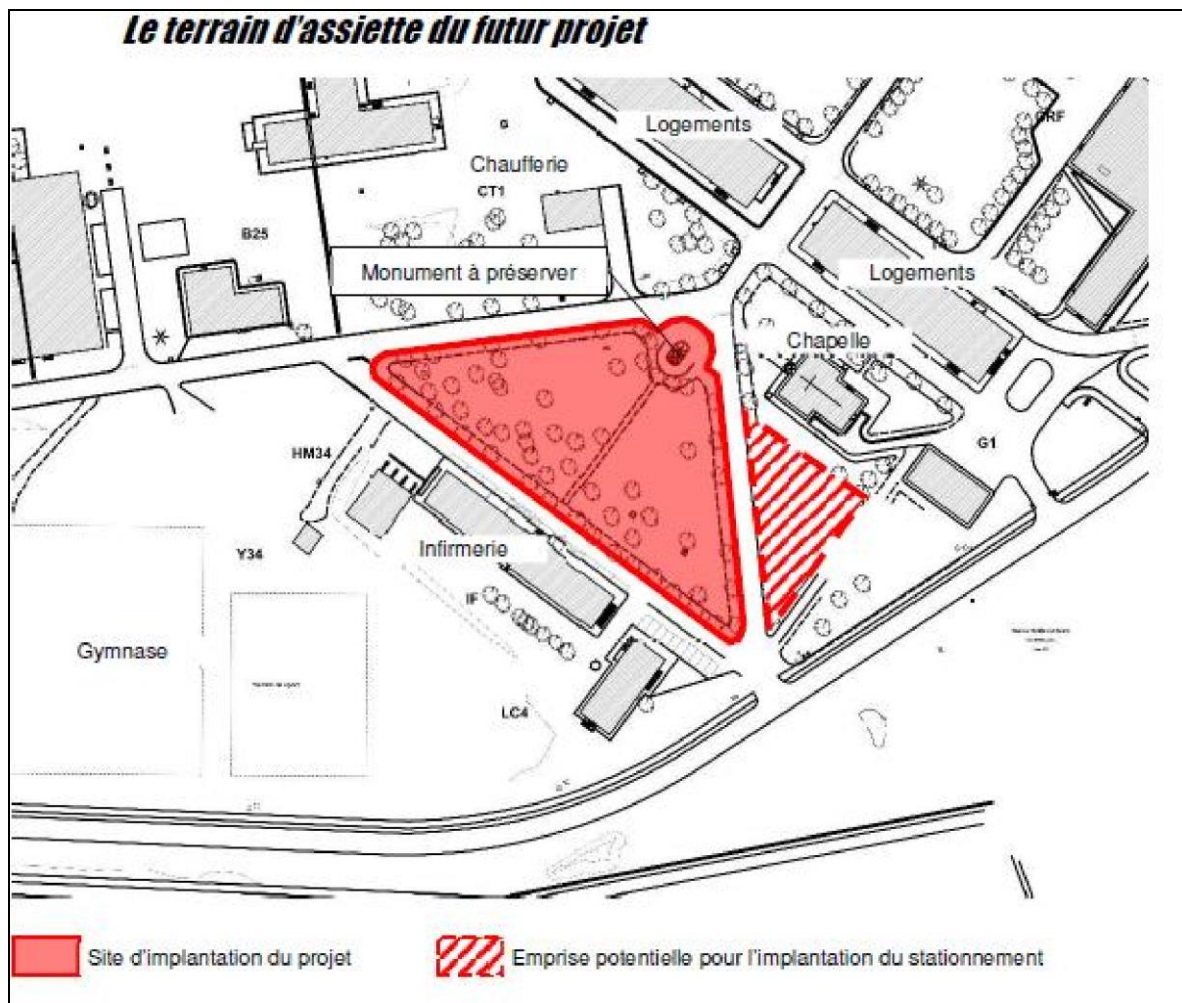 Le terrain d'assiette du futur projet
Logements
Chaufferie
CT1
B25
Monument à préserver
Logements
Chapelle
G1
HM34
Infirmerie
Y34
IF
Gymnase
LC4
Site d'implantation du projet
Emprise potentielle pour l'implantation du stationnement